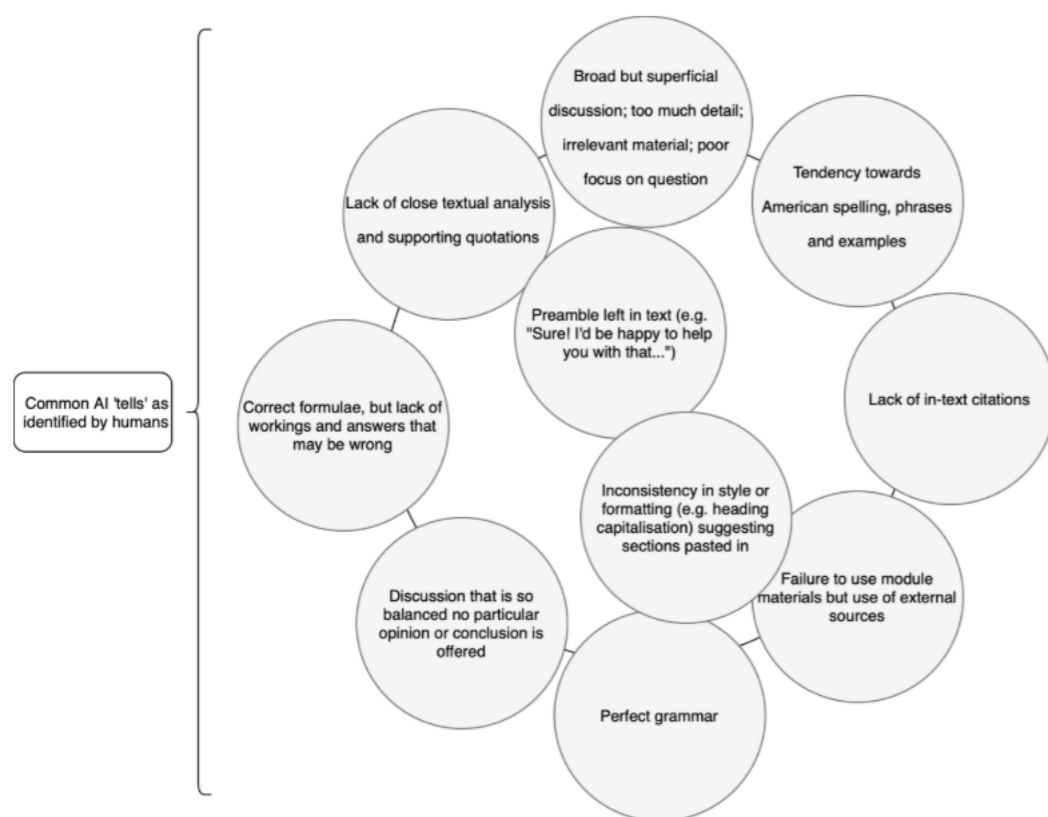 Common AI 'tells' as
identified by humans
Broad but superficial
discussion; too much detail;
irrelevant material; poor
focus on question
Tendency towards
American spelling, phrases
and examples
Lack of in-text citations
Failure to use module
materials but use of external
sources
Perfect grammar
Discussion that is so
balanced no particular
opinion or conclusion is
offered
Correct formulae, but lack of
workings and answers that
may be wrong
Lack of close textual analysis
and supporting quotations
Preamble left in text (e.g.
"Sure! I'd be happy to help
you with that...")
Inconsistency in style or
formatting (e.g. heading
capitalisation) suggesting
sections pasted in